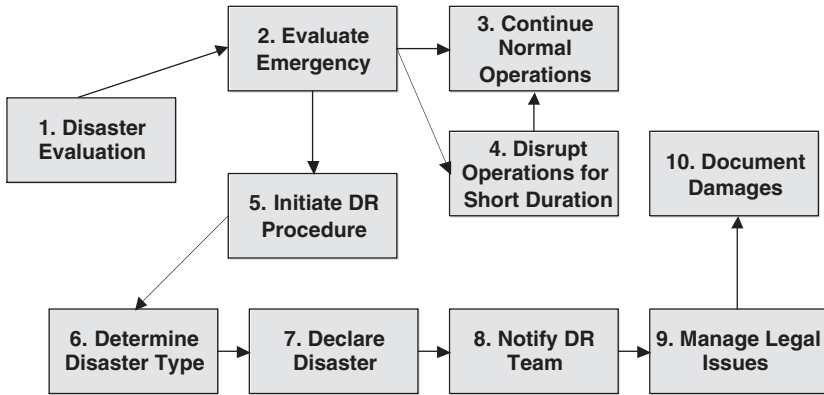 1. Disaster
Evaluation
2. Evaluate
Emergency
3. Continue
Normal
Operations
4. Disrupt
Operations for
Short Duration
5. Initiate DR
Procedure
6. Determine
Disaster Type
7. Declare
Disaster
8. Notify DR
Team
9. Manage Legal
Issues
10. Document
Damages